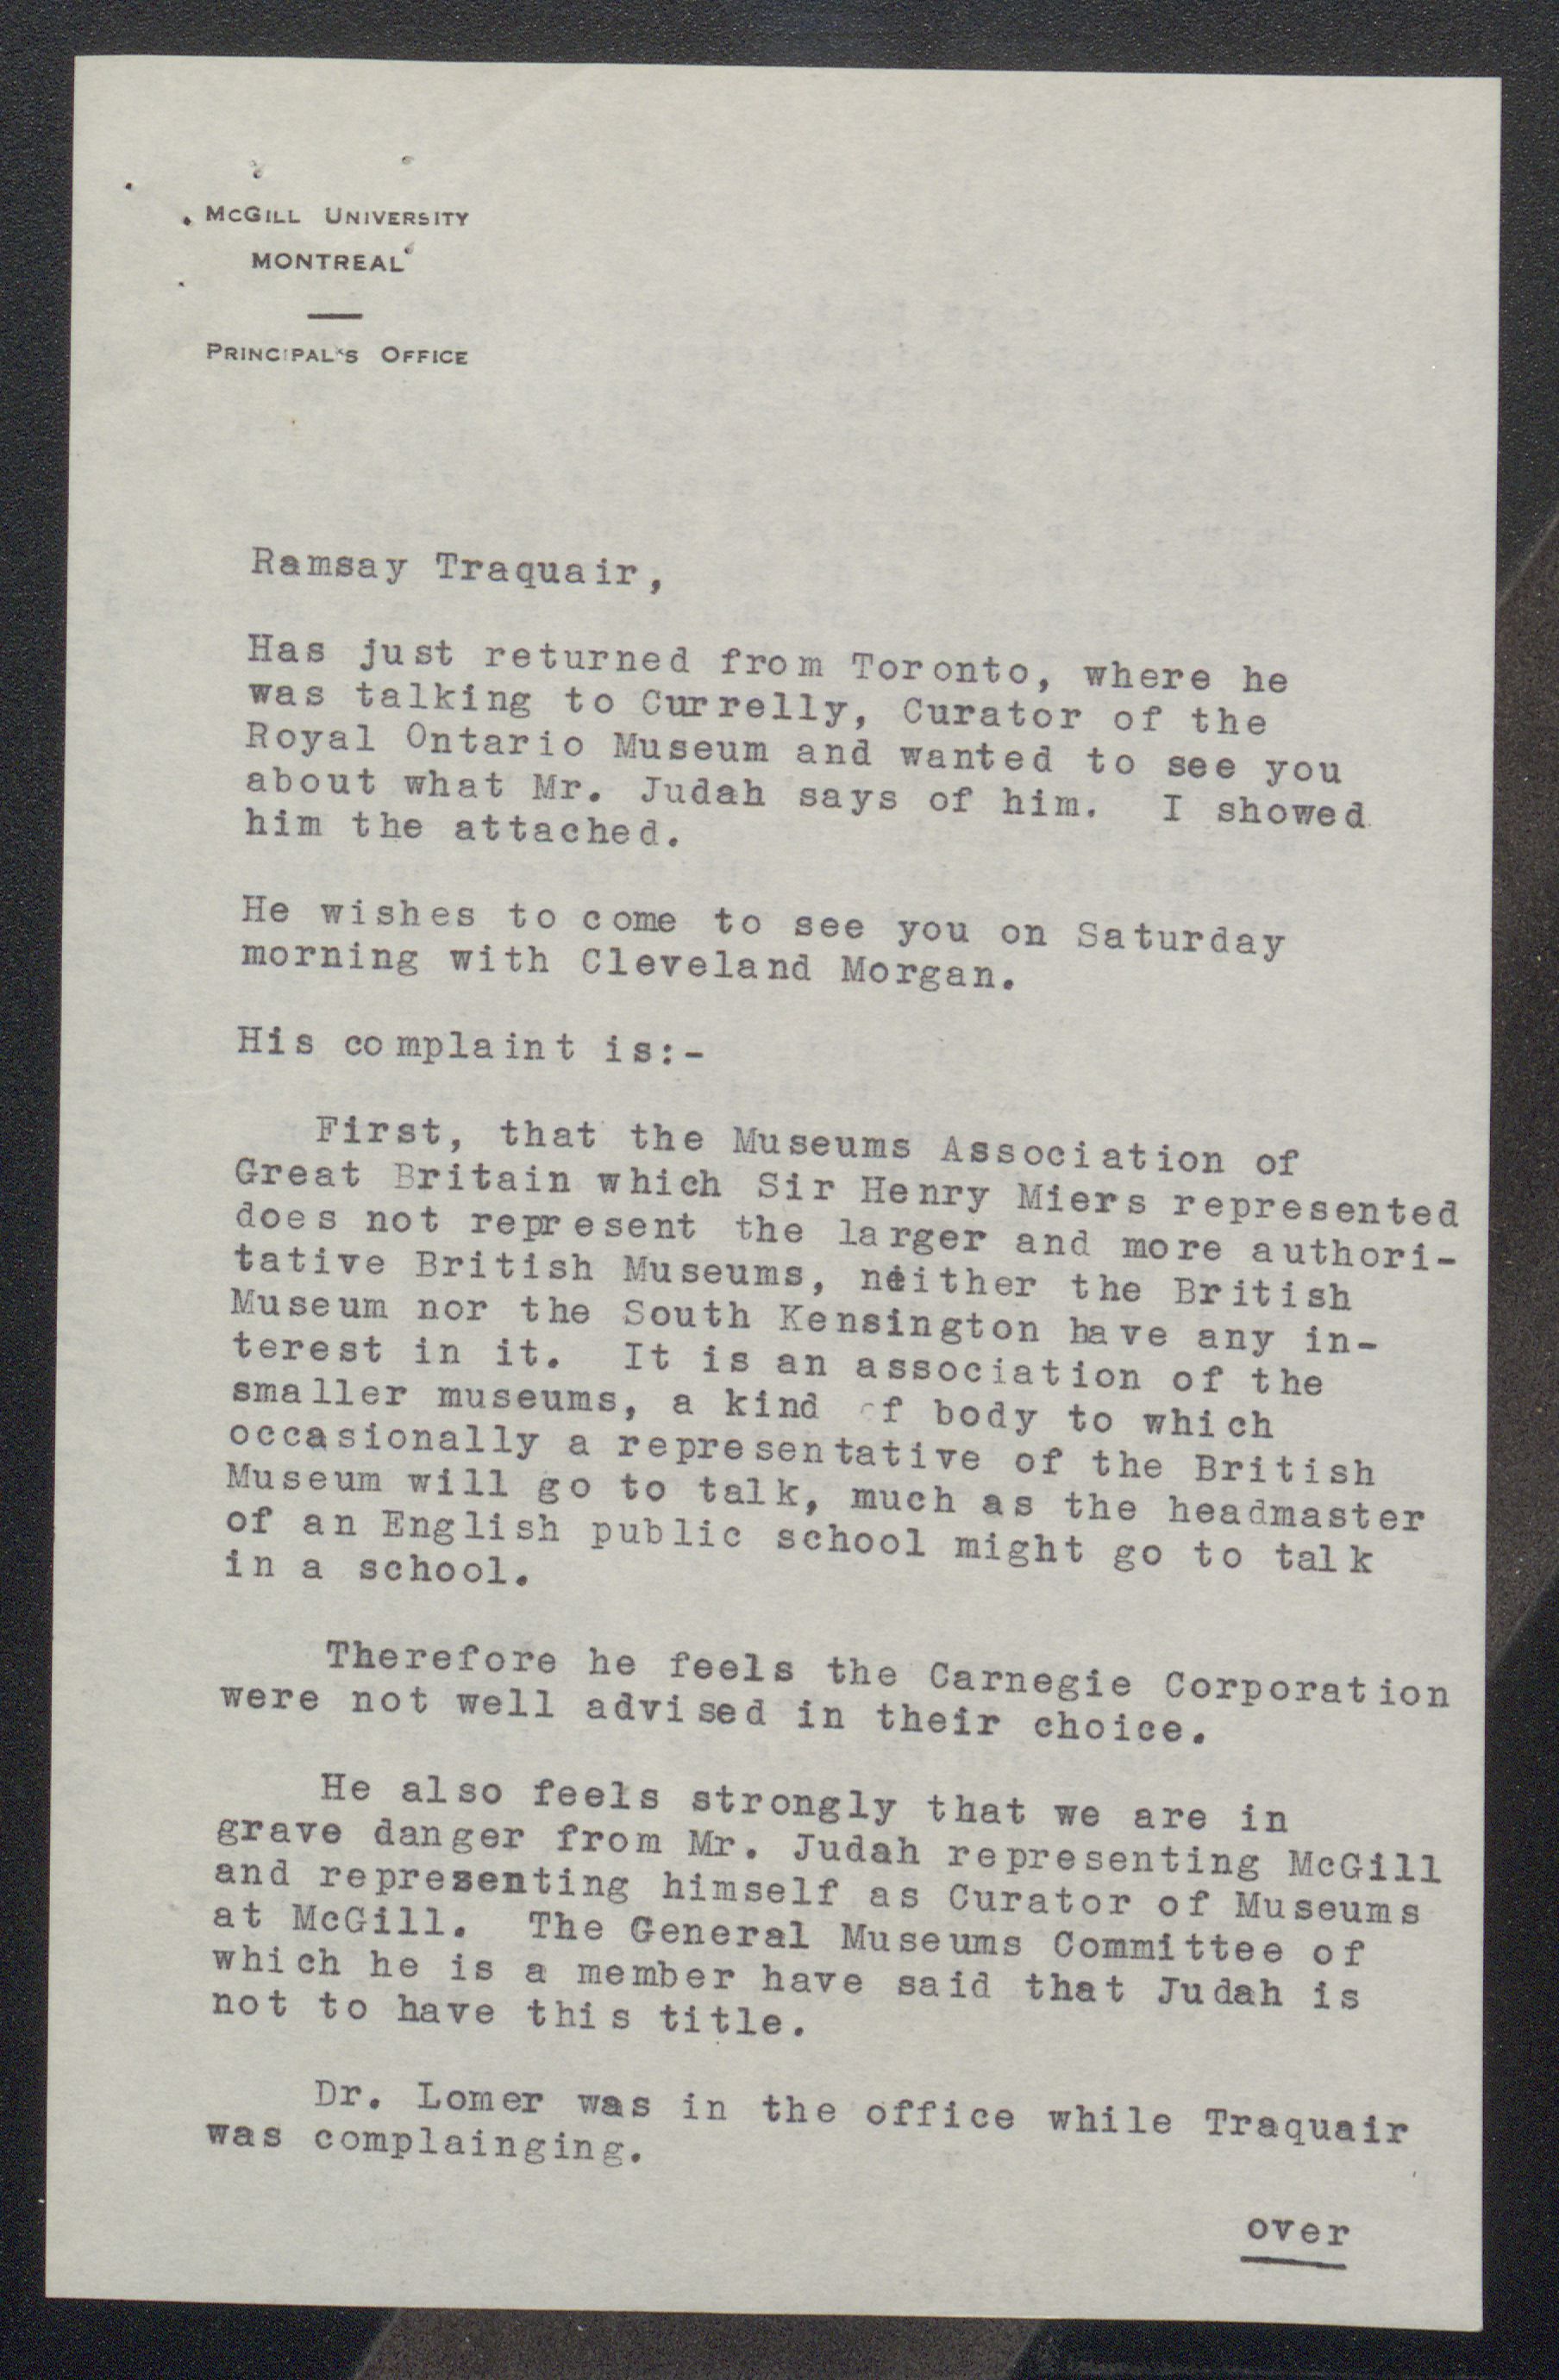 McGILL UNIVERSITY
MONTREAL
PRINCIPAL'S OFFICE
Ramsay Traquair,
Has just returned from Toronto, where he
was talking to Currelly, Curator of the
Royal Ontario Museum and wanted to see you
about what Mr. Judah says of him. I showed
him the attached.
He wishes to come to see you on Saturday
morning with Cleveland Morgan.
His complaint is:-
First, that the Museums Association of
Great Britain which Sir Henry Miers represented
does not represent the larger and more authori-
tative British Museums, neither the British
Museum nor the South Kensington have any in-
terest in it. It is an association of the
smaller museums, a kind of body to which
occasionally a representative of the British
Museum will go to talk, much as the headmaster
of an English public school might go to talk
in a school.
Therefore he feels the Carnegie Corporation
were not well advised in their choice.
He also feels strongly that we are in
grave danger from Mr. Judah representing McGill
and representing himself as Curator of Museums
at McGill. The General Museums Committee of
which he is a member have said that Judah is
not to have this title.
Dr. Lomer was in the office while Traquair
was complainging.
over